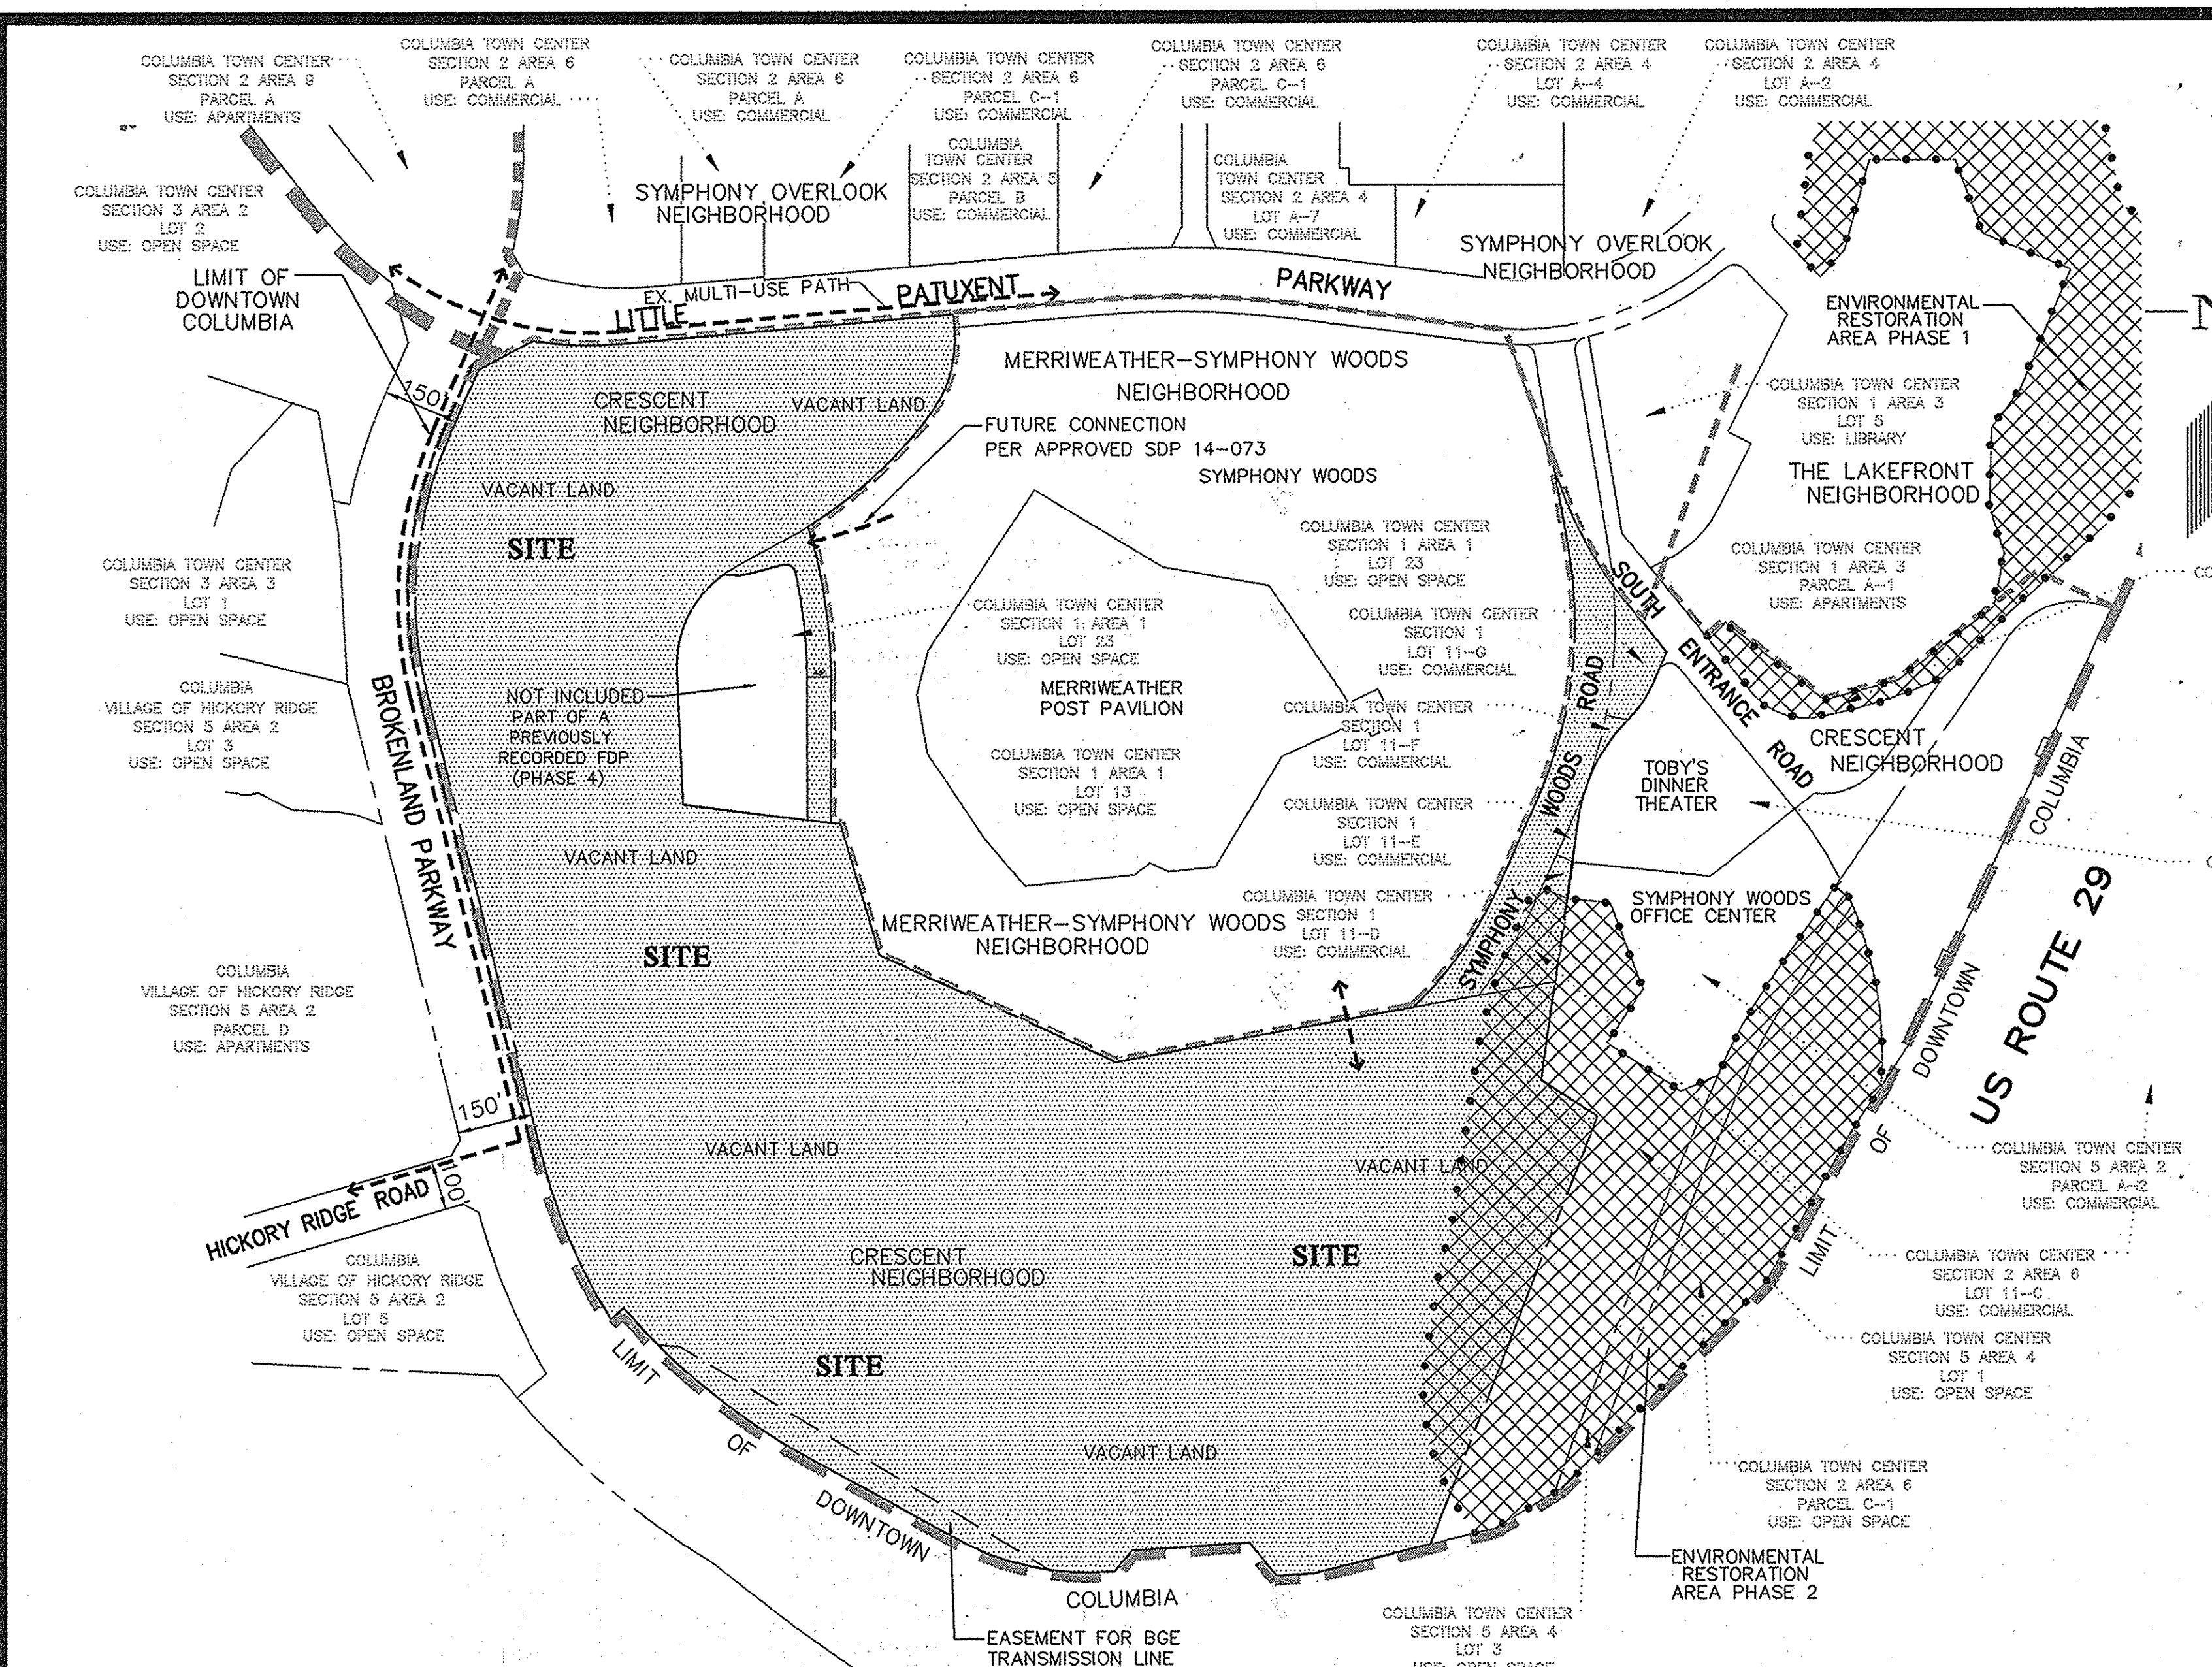 COLUMBIA TOWN CENTER
SECTION 2 AREA 9
PARCEL A
USE: APARTMENTS
COLUMBIA TOWN CENTER
SECTION 2 AREA 6
PARCEL A
USE: COMMERCIAL
COLUMBIA TOWN CENTER
SECTION 2 AREA 6
PARCEL A
USE: COMMERCIAL
COLUMBIA TOWN CENTER
SECTION 2 AREA 6
PARCEL C-1
USE: COMMERCIAL
COLUMBIA TOWN CENTER
SECTION 2 AREA 6
PARCEL C-1
USE: COMMERCIAL
COLUMBIA TOWN CENTER
SECTION 2 AREA 4
LOT A-4
USE: COMMERCIAL
COLUMBIA TOWN CENTER
SECTION 2 AREA 4
LOT A-2
USE: COMMERCIAL
COLUMBIA TOWN CENTER
SECTION 3 AREA 2
LOT 2
USE: OPEN SPACE
SYMPHONY OVERLOOK
NEIGHBORHOOD
COLUMBIA
TOWN CENTER
SECTION 2 AREA 5
PARCEL B
USE: COMMERCIAL
COLUMBIA
TOWN CENTER
SECTION 2 AREA 4
LOT A-7
USE: COMMERCIAL
SYMPHONY OVERLOOK
NEIGHBORHOOD
LIMIT OF
DOWNTOWN
COLUMBIA
EX. MULTI-USE PATH
LITTLE PATUXENT PARKWAY
ENVIRONMENTAL
RESTORATION
AREA PHASE 1
N
150'
CRESCENT
NEIGHBORHOOD
VACANT LAND
MERRIWEATHER-SYMPHONY WOODS
NEIGHBORHOOD
FUTURE CONNECTION
PER APPROVED SDP 14-073
SYMPHONY WOODS
COLUMBIA TOWN CENTER
SECTION 1 AREA 3
LOT 5
USE: LIBRARY
THE LAKEFRONT
NEIGHBORHOOD
VACANT LAND
SITE
COLUMBIA TOWN CENTER
SECTION 1 AREA 1
LOT 23
USE: OPEN SPACE
COLUMBIA TOWN CENTER
SECTION 1 AREA 3
PARCEL A-1
USE: APARTMENTS
CO
COLUMBIA TOWN CENTER
SECTION 3 AREA 3
LOT 1
USE: OPEN SPACE
COLUMBIA TOWN CENTER
SECTION 1 AREA 1
LOT 23
USE: OPEN SPACE
COLUMBIA TOWN CENTER
SECTION 1
LOT 11-G
USE: COMMERCIAL
SOUTH ENTRANCE ROAD
COLUMBIA
VILLAGE OF HICKORY RIDGE
SECTION 5 AREA 2
LOT 3
USE: OPEN SPACE
BROKENLAND PARKWAY
NOT INCLUDED
PART OF A
PREVIOUSLY
RECORDED FDP
(PHASE 4)
MERRIWEATHER
POST PAVILION
COLUMBIA TOWN CENTER
SECTION 1 AREA 1
LOT 13
USE: OPEN SPACE
COLUMBIA TOWN CENTER
SECTION 1
LOT 11-F
USE: COMMERCIAL
SYMPHONY WOODS ROAD
TOBY'S
DINNER
THEATER
CRESCENT
NEIGHBORHOOD
COLUMBIA TOWN CENTER
SECTION 1
LOT 11-E
USE: COMMERCIAL
VACANT LAND
COLUMBIA TOWN CENTER
SECTION 1
LOT 11-D
USE: COMMERCIAL
SYMPHONY WOODS
OFFICE CENTER
MERRIWEATHER-SYMPHONY WOODS
NEIGHBORHOOD
SITE
COLUMBIA
VILLAGE OF HICKORY RIDGE
SECTION 5 AREA 2
PARCEL D
USE: APARTMENTS
LIMIT OF DOWNTOWN COLUMBIA
US ROUTE 29
150'
100'
HICKORY RIDGE ROAD
VACANT LAND
VACANT LAND
COLUMBIA TOWN CENTER
SECTION 5 AREA 2
PARCEL A-2
USE: COMMERCIAL
COLUMBIA
VILLAGE OF HICKORY RIDGE
SECTION 5 AREA 2
LOT 5
USE: OPEN SPACE
CRESCENT
NEIGHBORHOOD
SITE
COLUMBIA TOWN CENTER
SECTION 2 AREA 6
LOT 11-C
USE: COMMERCIAL
SITE
COLUMBIA TOWN CENTER
SECTION 5 AREA 4
LOT 1
USE: OPEN SPACE
VACANT LAND
COLUMBIA TOWN CENTER
SECTION 2 AREA 6
PARCEL C-1
USE: OPEN SPACE
LIMIT OF DOWNTOWN COLUMBIA
ENVIRONMENTAL
RESTORATION
AREA PHASE 2
EASEMENT FOR BGE
TRANSMISSION LINE
COLUMBIA TOWN CENTER
SECTION 5 AREA 4
LOT 3
USE: OPEN SPACE